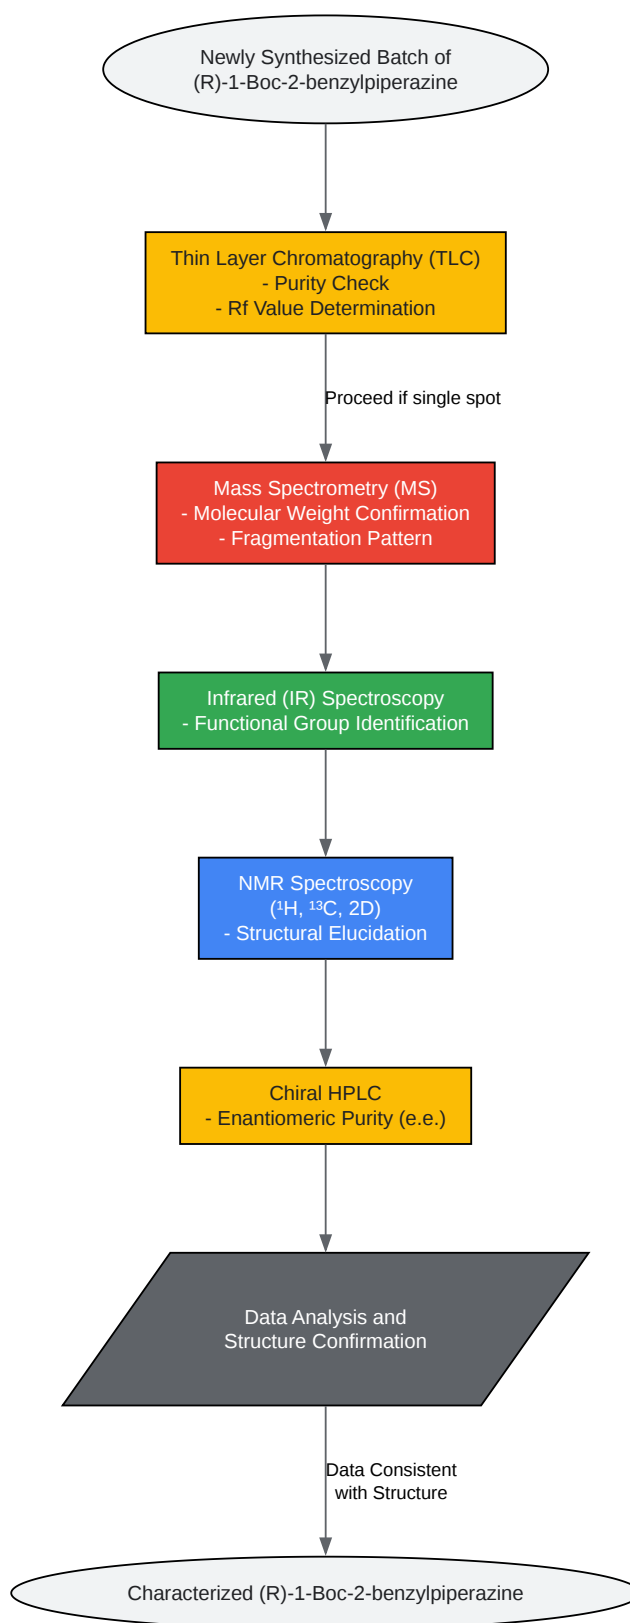 Newly Synthesized Batch of
(R)-1-Boc-2-benzylpiperazine
Thin Layer Chromatography (TLC)
- Purity Check
- Rf Value Determination
Proceed if single spot
Mass Spectrometry (MS)
- Molecular Weight Confirmation
- Fragmentation Pattern
Infrared (IR) Spectroscopy
- Functional Group Identification
NMR Spectroscopy
(¹H, ¹³C, 2D)
- Structural Elucidation
Chiral HPLC
- Enantiomeric Purity (e.e.)
Data Analysis and
Structure Confirmation
Data Consistent
with Structure
Characterized (R)-1-Boc-2-benzylpiperazine